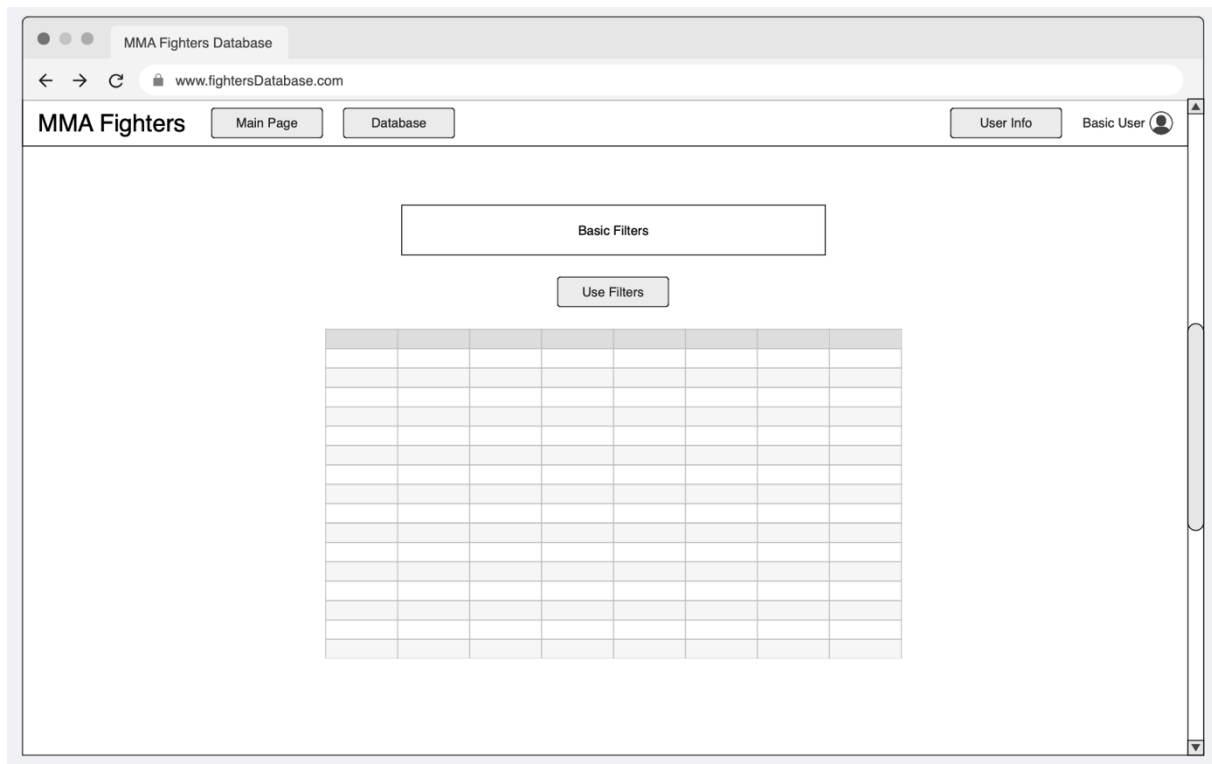 MMA Fighters Database
www.fightersDatabase.com
MMA Fighters Main Page Database User Info Basic User
Basic Filters
Use Filters